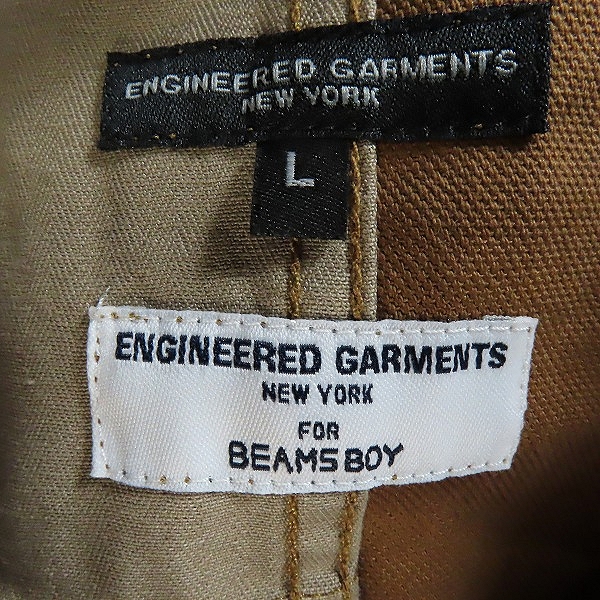 ENGINEERED GARMENTS
NEW YORK
L
ENGINEERED GARMENTS
NEW YORK
FOR
BEAMS BOY